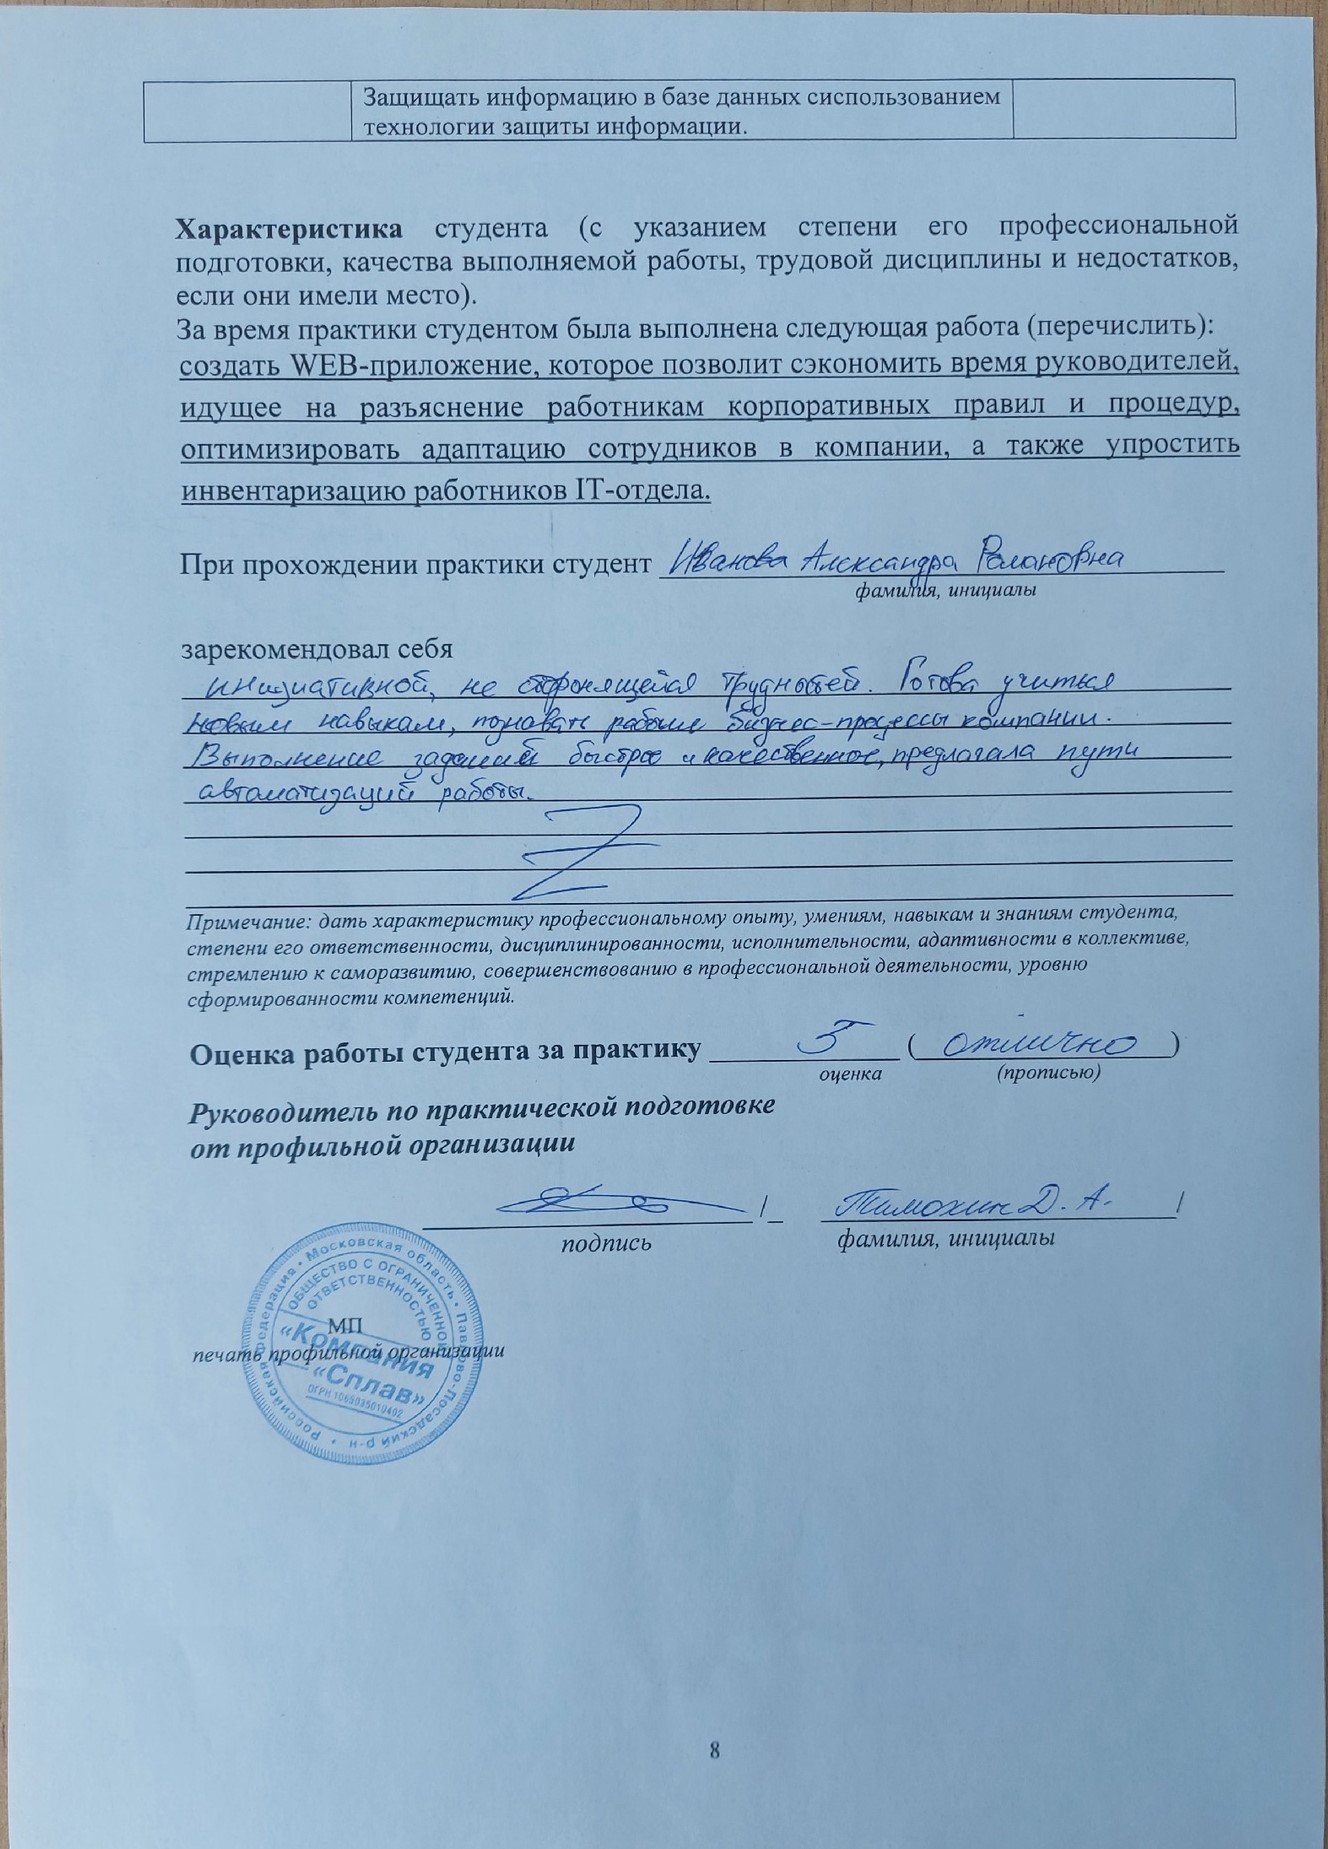 Защищать информацию в базе данных сиспользованием
технологии защиты информации.
Характеристика студента (с указанием степени его профессиональной
подготовки, качества выполняемой работы, трудовой дисциплины и недостатков,
если они имели место).
За время практики студентом была выполнена следующая работа (перечислить):
создать WEB-приложение, которое позволит сэкономить время руководителей,
идущее на разъяснение работникам корпоративных правил и процедур,
оптимизировать адаптацию сотрудников в компании, а также упростить
инвентаризацию работников IT-отдела.
При прохождении практики студент Иванова Александра Романовна
фамилия, инициалы
зарекомендовал себя
инициативной, не сторонящейся трудностей. Готова учиться
новым навыкам, познавать рабочие бизнес-процессы компании.
Выполнение заданий быстрое и качественное, предлагала пути
автоматизаций работы.
Примечание: дать характеристику профессиональному опыту, умениям, навыкам и знаниям студента,
степени его ответственности, дисциплинированности, исполнительности, адаптивности в коллективе,
стремлению к саморазвитию, совершенствованию в профессиональной деятельности, уровню
сформированности компетенций.
Оценка работы студента за практику 5 (отлично)
оценка (прописью)
Руководитель по практической подготовке
от профильной организации
/ Тимохин Д. А. /
подпись фамилия, инициалы
МП
печать профильной организации
Российская Федерация • Московская область • Павлово-Посадский р-н •
ОБЩЕСТВО С ОГРАНИЧЕННОЙ
ОТВЕТСТВЕННОСТЬЮ
«Компания
«Сплав»
ОГРН 1065035010492
8